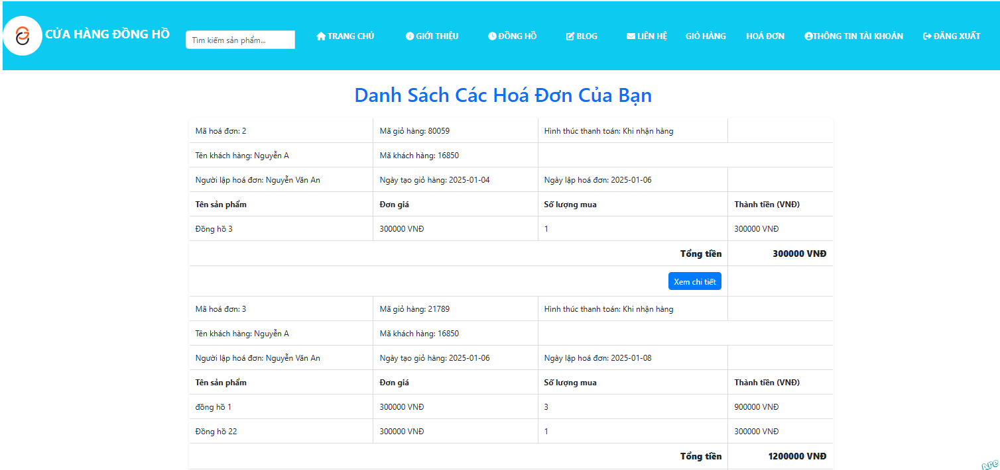 CỬA HÀNG ĐỒNG HỒ Tìm kiếm sản phẩm... TRANG CHỦ GIỚI THIỆU ĐỒNG HỒ BLOG LIÊN HỆ GIỎ HÀNG HOÁ ĐƠN THÔNG TIN TÀI KHOẢN ĐĂNG XUẤT
Danh Sách Các Hoá Đơn Của Bạn
Mã hoá đơn: 2 Mã giỏ hàng: 80059 Hình thúc thanh toán: Khi nhận hàng
Tên khách hàng: Nguyễn A Mã khách hàng: 16850
Người lập hoá đơn: Nguyễn Văn An Ngày tạo giỏ hàng: 2025-01-04 Ngày lập hoá đơn: 2025-01-06
Tên sản phẩm Đơn giá Số lượng mua Thành tiền (VNĐ)
Đồng hồ 3 300000 VNĐ 1 300000 VNĐ
Tổng tiền 300000 VNĐ
Xem chi tiết
Mã hoá đơn: 3 Mã giỏ hàng: 21789 Hình thúc thanh toán: Khi nhận hàng
Tên khách hàng: Nguyễn A Mã khách hàng: 16850
Người lập hoá đơn: Nguyễn Văn An Ngày tạo giỏ hàng: 2025-01-06 Ngày lập hoá đơn: 2025-01-08
Tên sản phẩm Đơn giá Số lượng mua Thành tiền (VNĐ)
đồng hồ 1 300000 VNĐ 3 900000 VNĐ
Đồng hồ 22 300000 VNĐ 1 300000 VNĐ
Tổng tiền 1200000 VNĐ